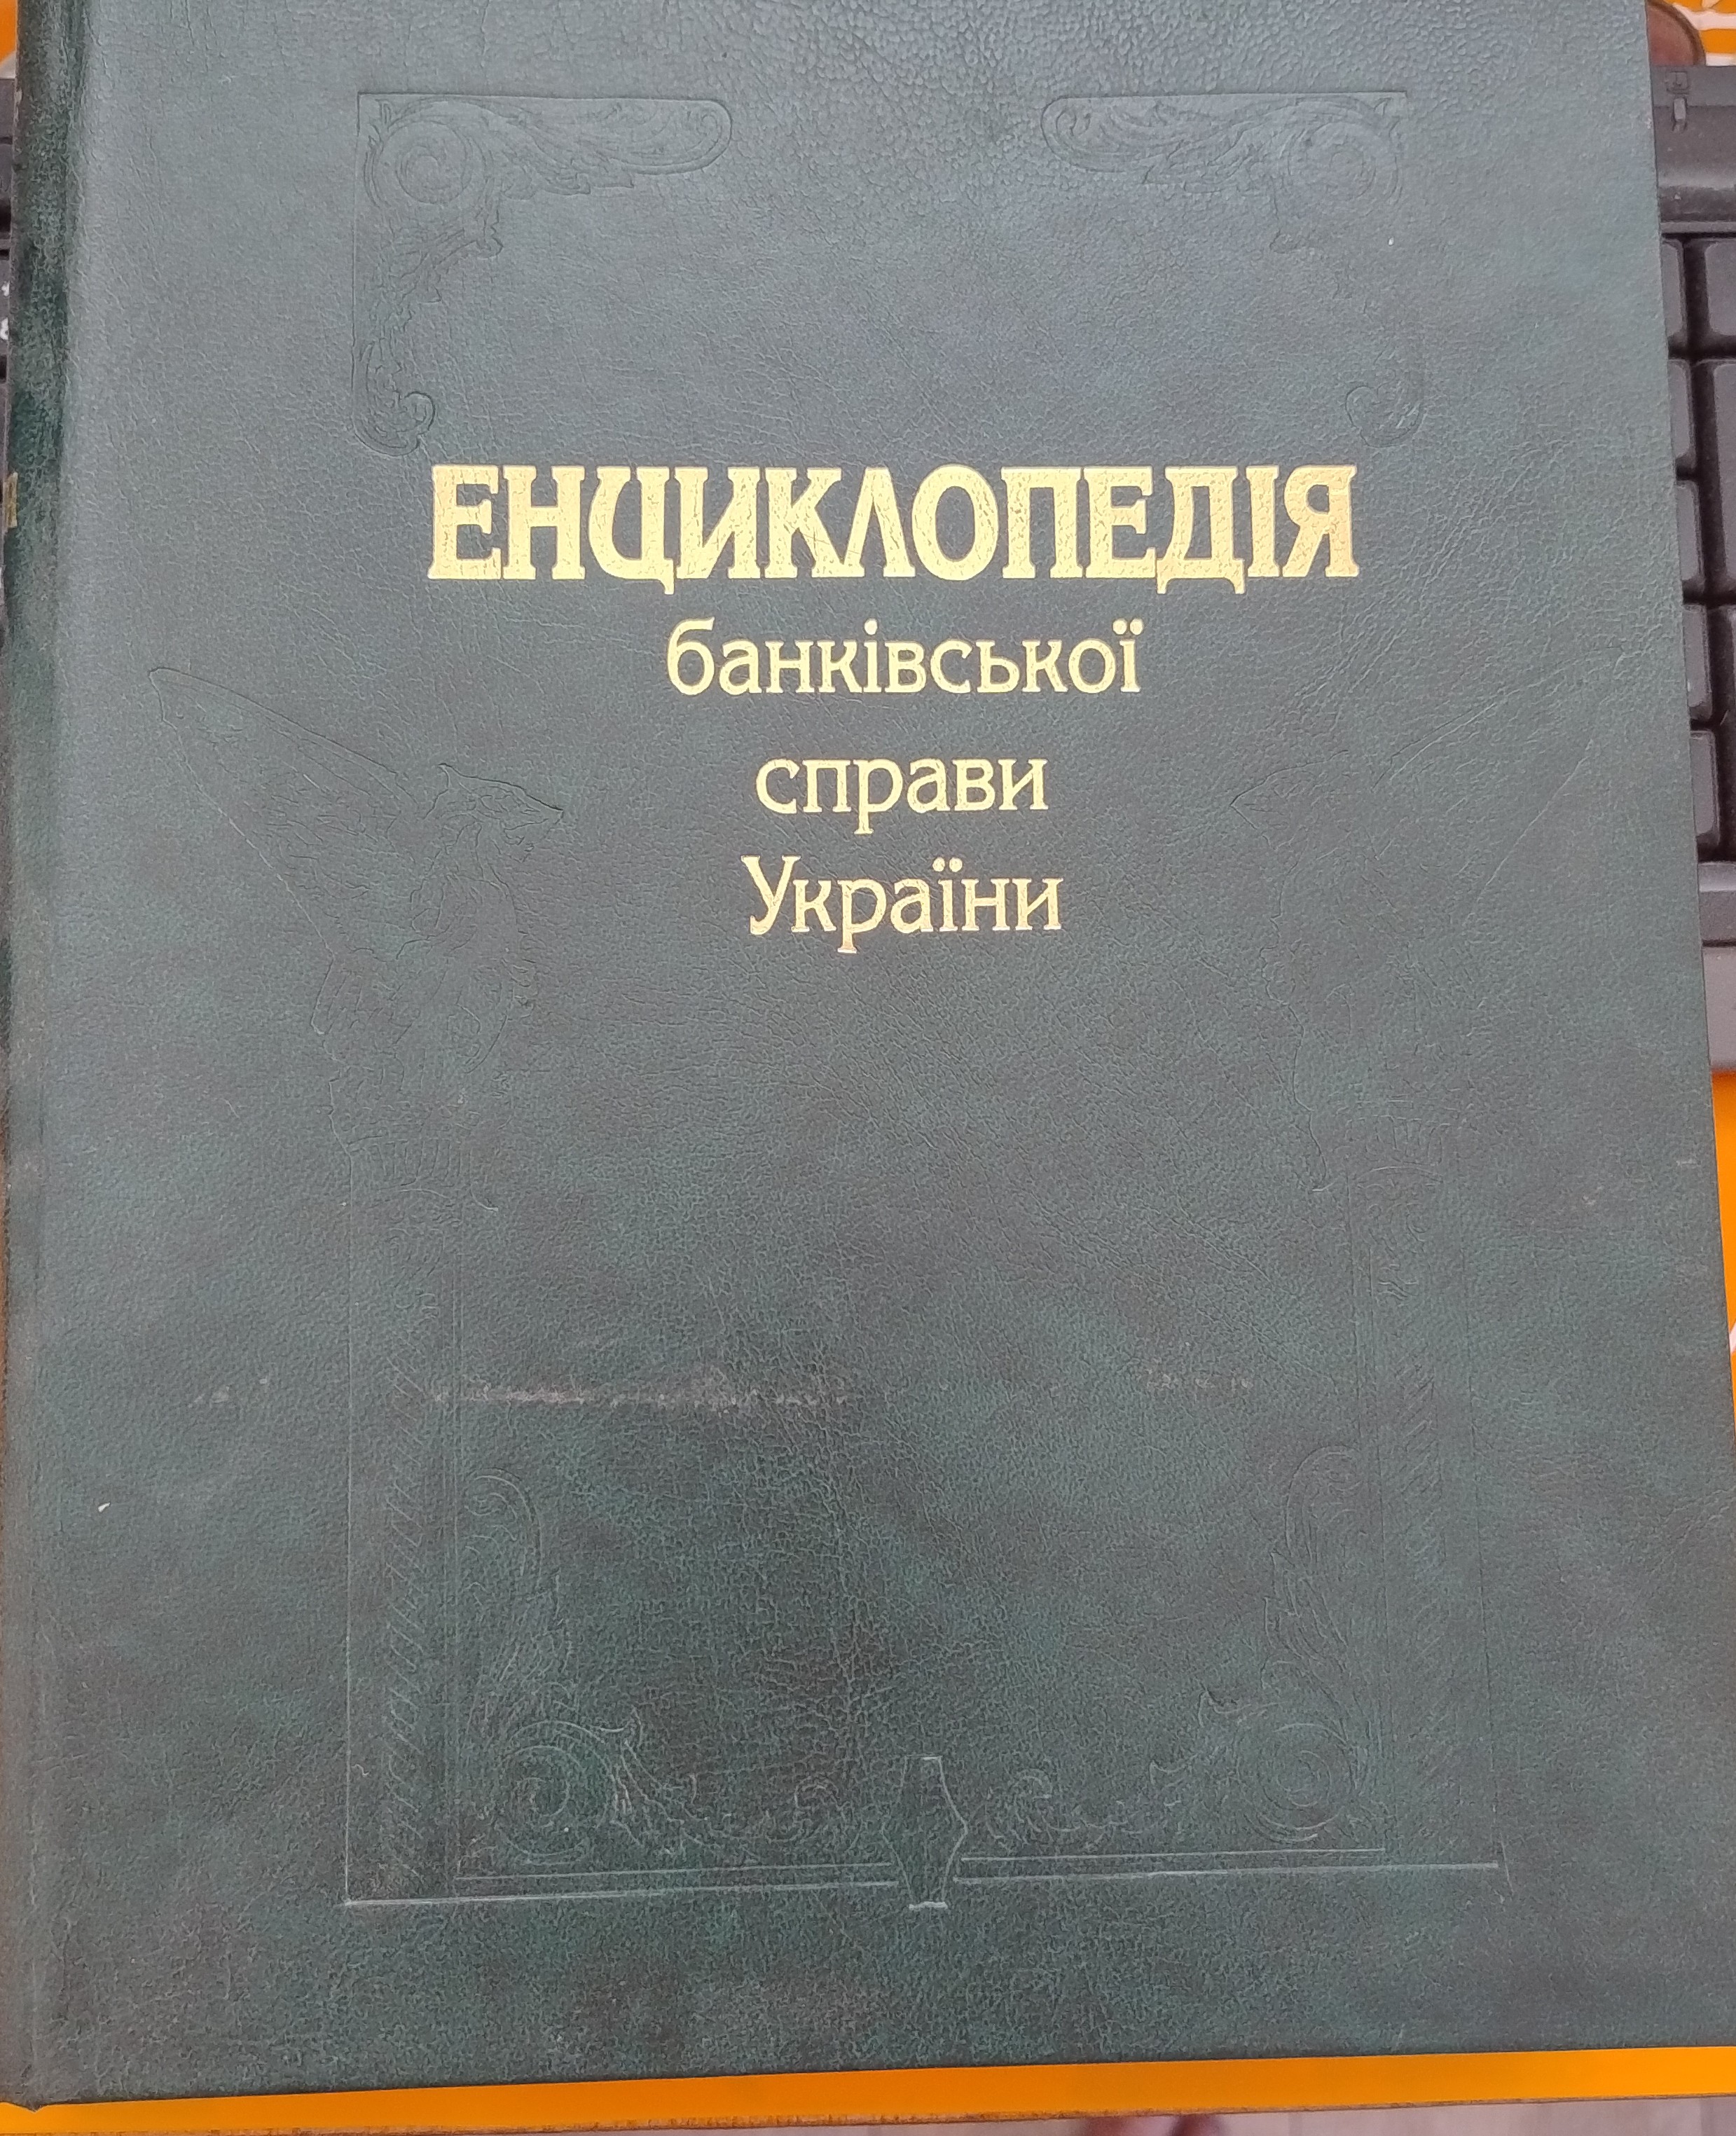 ЕНЦИКЛОПЕДІЯ
банківської
справи
України